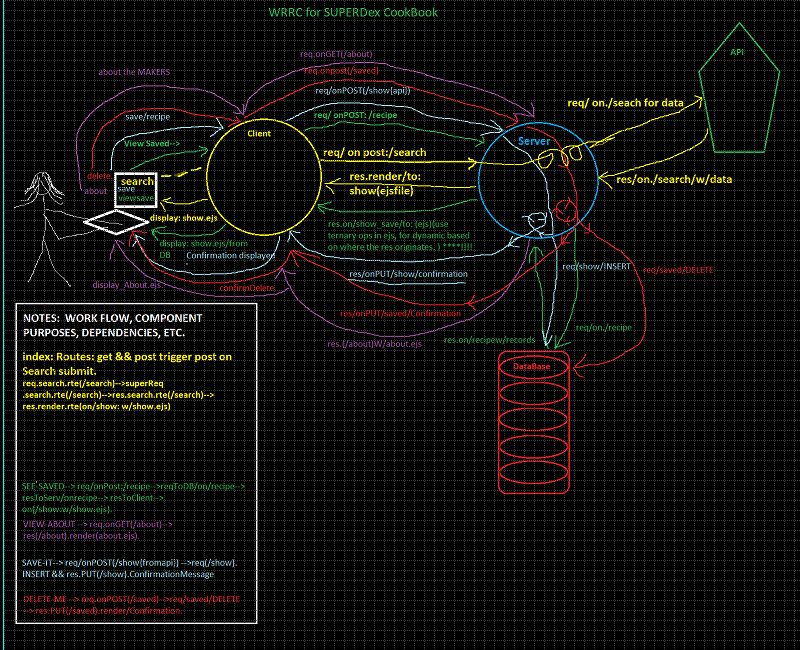 WRRC for SUPERDex CookBook
req:onGET(/about)
API
about the MAKERS
req.onpost(/saved)
req/onPOST(/show{api})
req/ on./seach for data
save/recipe
req/ onPOST: /recipe
Client
Server
View Saved-->
req/ on post:/search
delete.
search
res.render/to:
show(ejsfile)
res/on./search/w/data
about
save
viewsave
display: show.ejs
res.on/show_save/to: (ejs)(use
ternary ops in ejs, for dynamic based
on where the res originates. ) ****!!!!
display: show.ejs/from
DB
Confirmation displayed
res/onPUT/show/confirmation
req/show/INSERT
req/saved/DELETE
display_About.ejs.
confirmDelete
res/onPUT/saved/Confirmation
req/on./recipe
res.(/about)W/about.ejs
res.on/recipew/records
DataBase
NOTES: WORK FLOW, COMPONENT
PURPOSES, DEPENDENCIES, ETC.
index: Routes: get && post trigger post on
Search submit.
req.search.rte(/search)-->superReq
.search.rte(/search)-->res.search.rte(/search)-->
res.render.rte(on/show: w/show.ejs)
SEE'SAVED--> req/onPost:/recipe-->reqToDB/on/recipe-->
resToServ/onrecipe--> resToClient-->
on(/show:w/show.ejs).
VIEW-ABOUT --> req.onGET(/about)-->
res(/about).render(about.ejs).
SAVE-IT--> req/onPOST(/show{fromapi}) -->req(/show).
INSERT && res.PUT(/show).ConfirmationMessage
DELETE-ME --> req.onPOST(/saved)-->req/saved/DELETE
--> res.PUT(/saved).render/Confirmation.